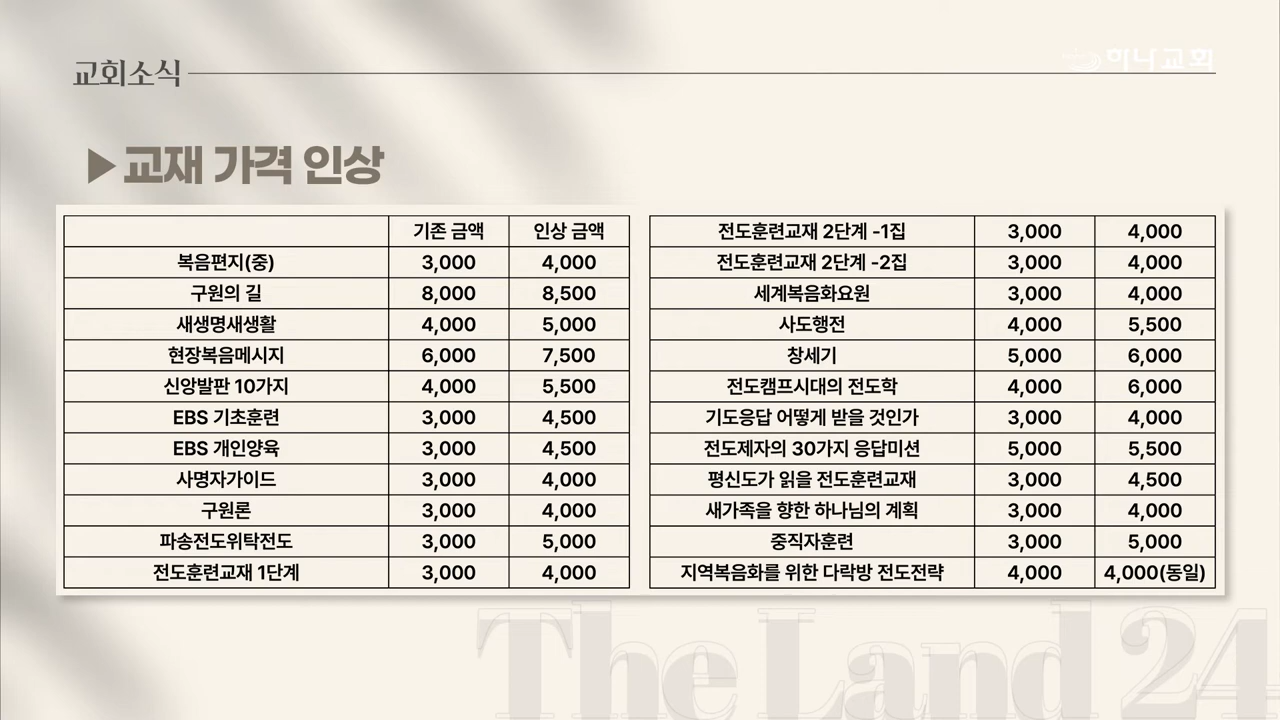 교회소식
하나교회
▶교재 가격 인상
기존 금액 인상 금액
복음편지(중) 3,000 4,000
구원의 길 8,000 8,500
새생명새생활 4,000 5,000
현장복음메시지 6,000 7,500
신앙발판 10가지 4,000 5,500
EBS 기초훈련 3,000 4,500
EBS 개인양육 3,000 4,500
사명자가이드 3,000 4,000
구원론 3,000 4,000
파송전도위탁전도 3,000 5,000
전도훈련교재 1단계 3,000 4,000
전도훈련교재 2단계 -1집 3,000 4,000
전도훈련교재 2단계 -2집 3,000 4,000
세계복음화요원 3,000 4,000
사도행전 4,000 5,500
창세기 5,000 6,000
전도캠프시대의 전도학 4,000 6,000
기도응답 어떻게 받을 것인가 3,000 4,000
전도제자의 30가지 응답미션 5,000 5,500
평신도가 읽을 전도훈련교재 3,000 4,500
새가족을 향한 하나님의 계획 3,000 4,000
중직자훈련 3,000 5,000
지역복음화를 위한 다락방 전도전략 4,000 4,000(동일)
The Land 24